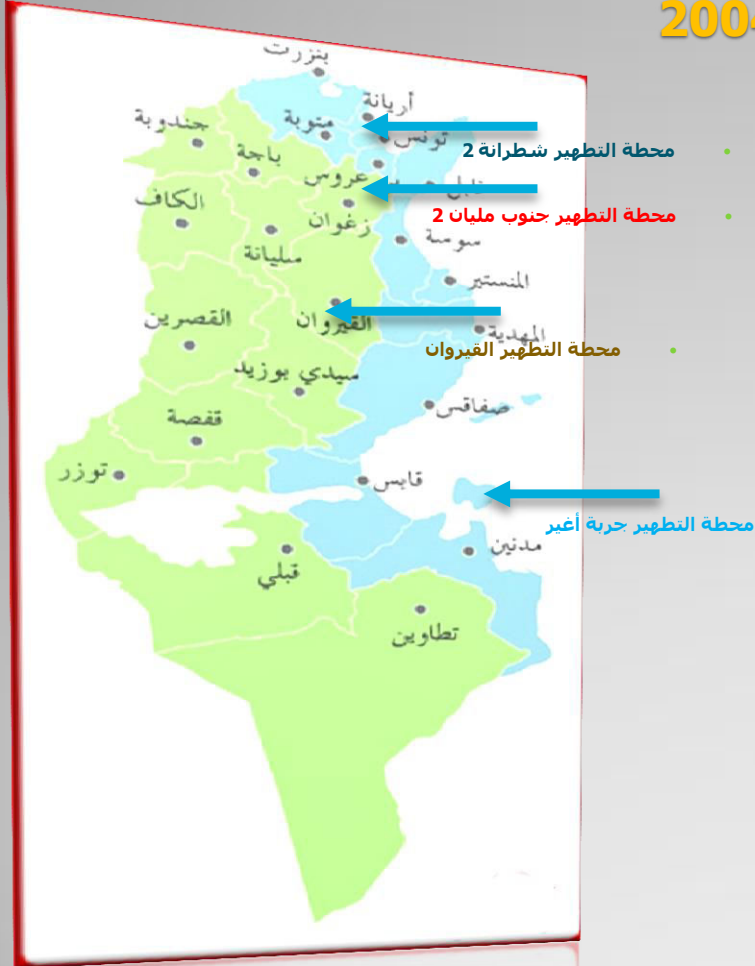 200
بنزرت
أريانة
منوبة
تونس
جندوبة
باجة
محطة التطهير شطرانة 2
عروس
الكاف
زغوان
محطة التطهير جنوب مليان 2
سوسة
سليانة
المنستير
القصرين
القيروان
المهدية
محطة التطهير القيروان
سيدي بوزيد
صفاقس
قفصة
توزر
قابس
محطة التطهير جربة أغير
مدنين
قبلي
تطاوين